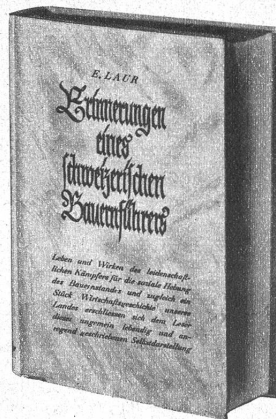 E. LAUR
Erinnerungen
eines
schweizerischen
Bauernführers
Leben und Wirken des leidenschaft-
lichen Kämpfers für die soziale Hebung
des Bauernstandes und zugleich ein
Stück Wirtschaftsgeschichte unseres
Landes erschliessen sich dem Leser
dieser ungemein lebendig und an-
regend geschriebenen Selbstdarstellung